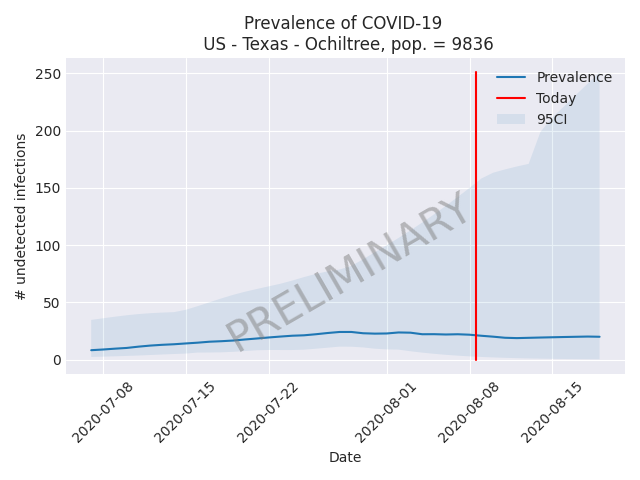 Prevalence of COVID-19
US - Texas - Ochiltree, pop. = 9836
# undetected infections
250
200
150
100
50
0
Prevalence
Today
95CI
PRELIMINARY
2020-07-08
2020-07-15
2020-07-22
2020-08-01
2020-08-08
2020-08-15
Date